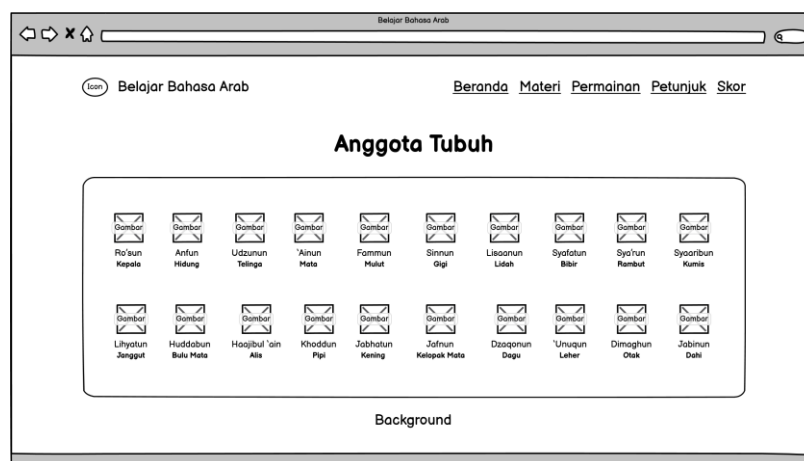 Belajar Bahasa Arab
Icon Belajar Bahasa Arab Beranda Materi Permainan Petunjuk Skor
Anggota Tubuh
Gambar Gambar Gambar Gambar Gambar Gambar Gambar Gambar Gambar Gambar
Ro'sun Anfun Udzunun `Ainun Fammun Sinnun Lisaanun Syafatun Sya'run Syaaribun
Kepala Hidung Telinga Mata Mulut Gigi Lidah Bibir Rambut Kumis
Gambar Gambar Gambar Gambar Gambar Gambar Gambar Gambar Gambar Gambar
Lihyatun Huddabun Haajibul `ain Khoddun Jabhatun Jafnun Dzaqonun `Unuqun Dimaghun Jabinun
Janggut Bulu Mata Alis Pipi Kening Kelopak Mata Dagu Leher Otak Dahi
Background